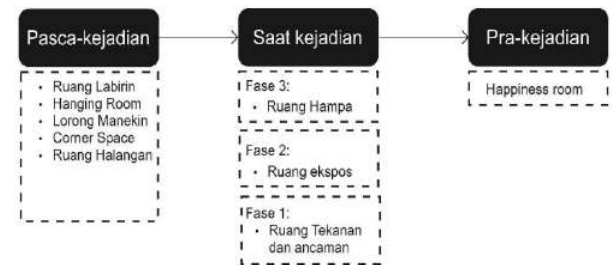 Pasca-kejadian
Saat kejadian
Pra-kejadian
• Ruang Labirin
• Hanging Room
• Lorong Manekin
• Corner Space
• Ruang Halangan
Fase 3:
• Ruang Hampa
Fase 2:
• Ruang ekspos
Fase 1:
• Ruang Tekanan
dan ancaman
Happiness room